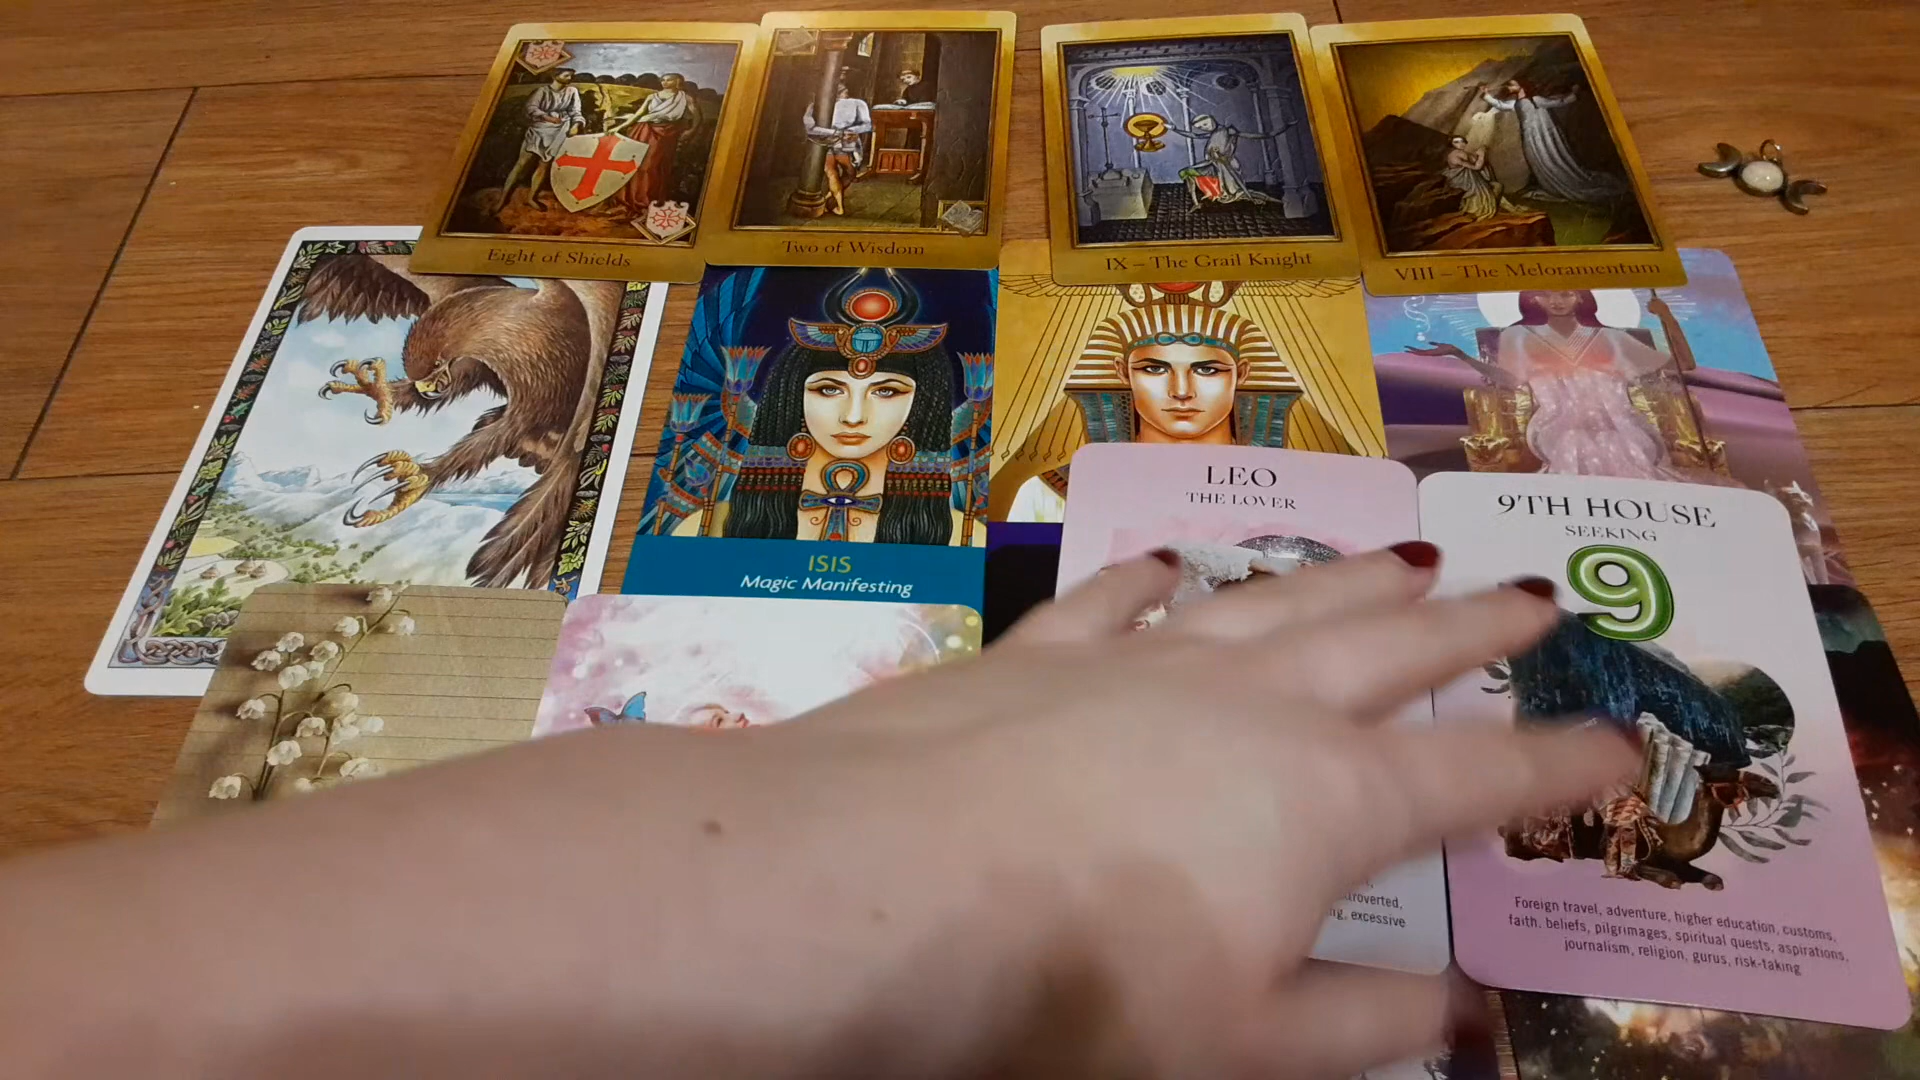 Eight of Shields
Two of Wisdom
IX – The Grail Knight
VIII – The Meloramentum
ISIS
Magic Manifesting
LEO
THE LOVER
excessive
9TH HOUSE
SEEKING
9
Foreign travel, adventure, higher education, customs,
faith, beliefs, pilgrimages, spiritual quests, aspirations,
journalism, religion, gurus, risk-taking